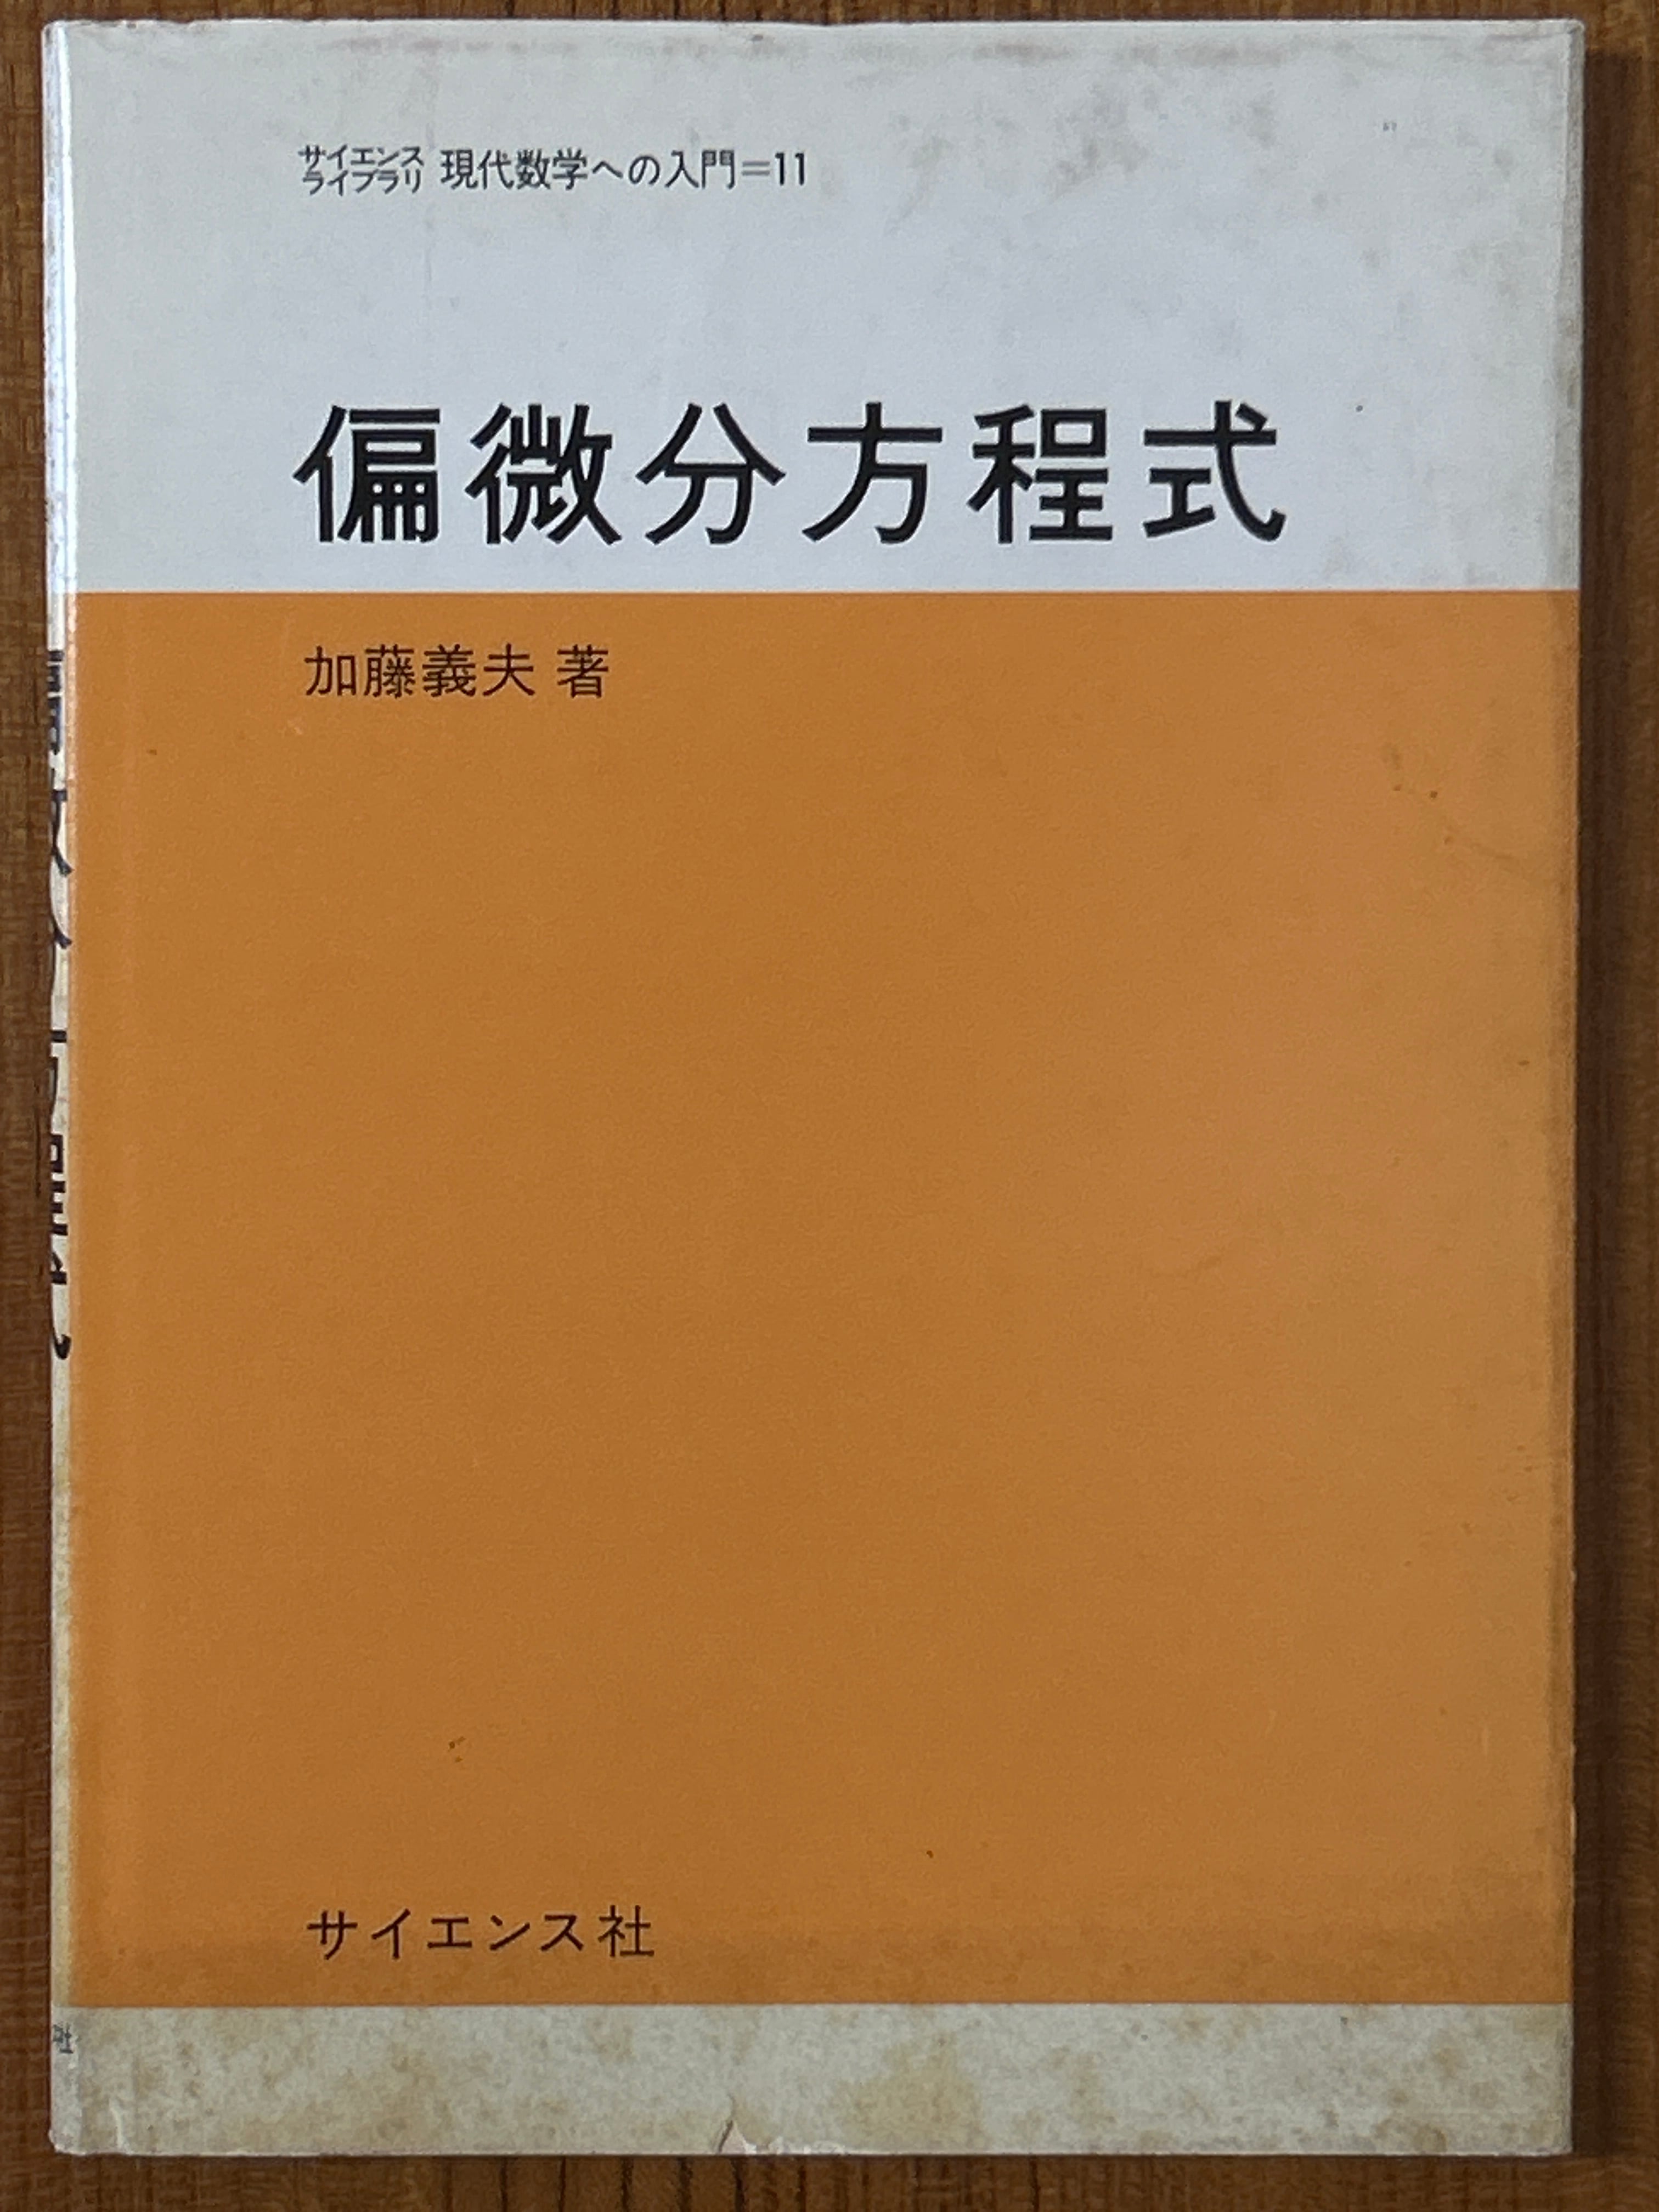 サイエンス
ライブラリ 現代数学への入門=11
偏微分方程式
加藤義夫 著
サイエンス社